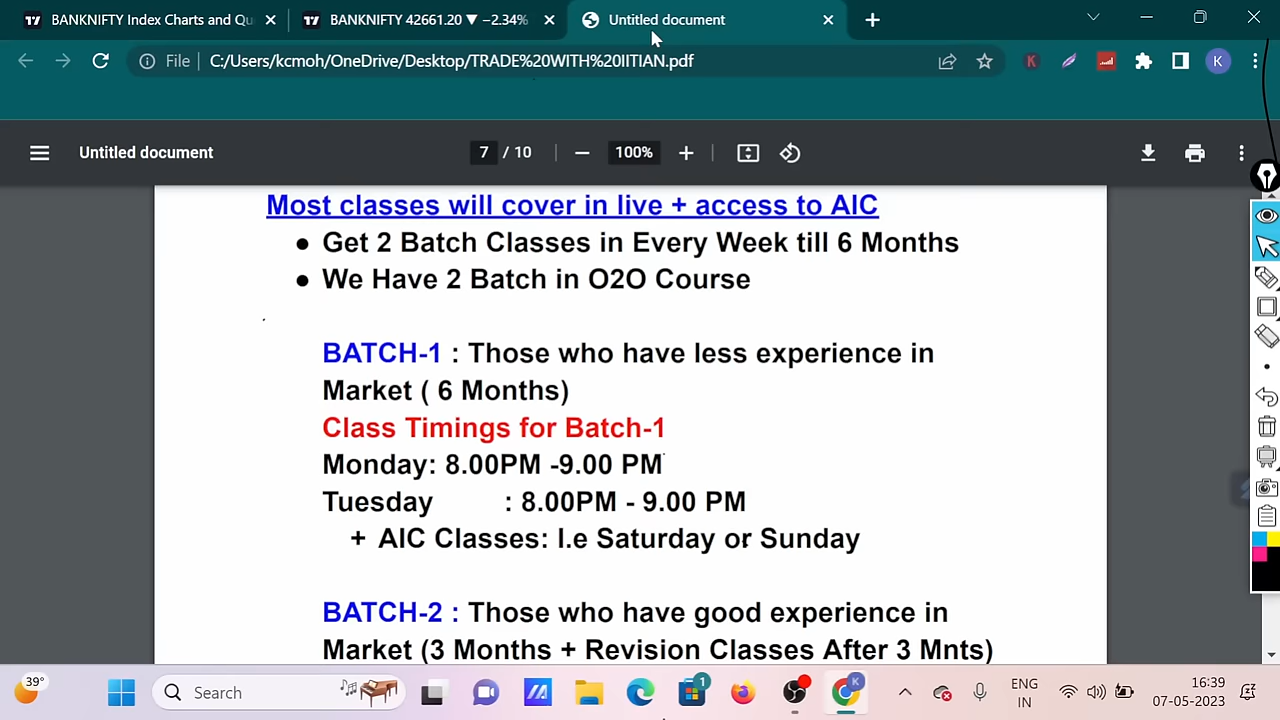 BANKNIFTY Index Charts and Qu
BANKNIFTY 42661.20 ▼ −2.34%
Untitled document
File
C:/Users/kcmoh/OneDrive/Desktop/TRADE%20WITH%20IITIAN.pdf
K
K
Untitled document
7 / 10
100%
Most classes will cover in live + access to AIC
● Get 2 Batch Classes in Every Week till 6 Months
● We Have 2 Batch in O2O Course
BATCH-1 : Those who have less experience in
Market ( 6 Months)
Class Timings for Batch-1
Monday: 8.00PM -9.00 PM
Tuesday : 8.00PM - 9.00 PM
+ AIC Classes: I.e Saturday or Sunday
BATCH-2 : Those who have good experience in
Market (3 Months + Revision Classes After 3 Mnts)
39°
Search
1
K
ENG
IN
16:39
07-05-2023